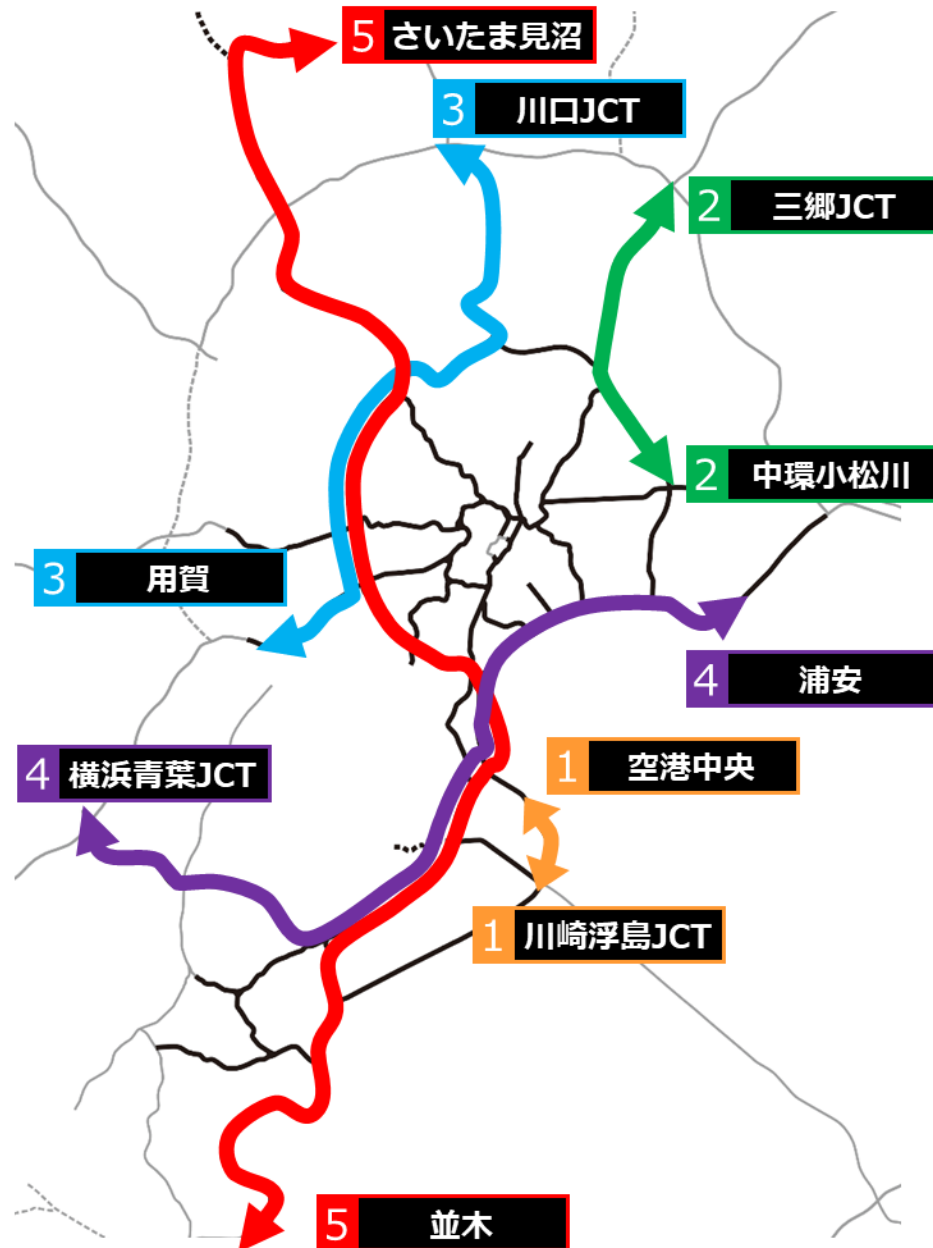 5 さいたま見沼
3 川口JCT
2 三郷JCT
2 中環小松川
3 用賀
4 浦安
4 横浜青葉JCT
1 空港中央
1 川崎浮島JCT
5 並木